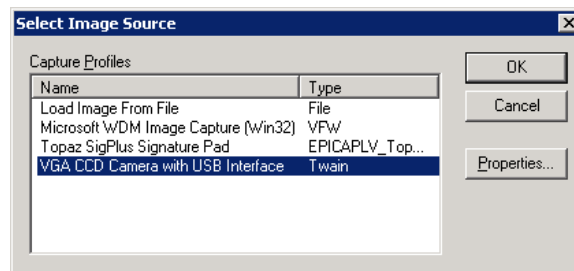 Select Image Source
Capture Profiles
OK
Name Type
Load Image From File File
Cancel
Microsoft WDM Image Capture (Win32) VFW
Topaz SigPlus Signature Pad EPICAPLV_Top...
VGA CCD Camera with USB Interface Twain
Properties...